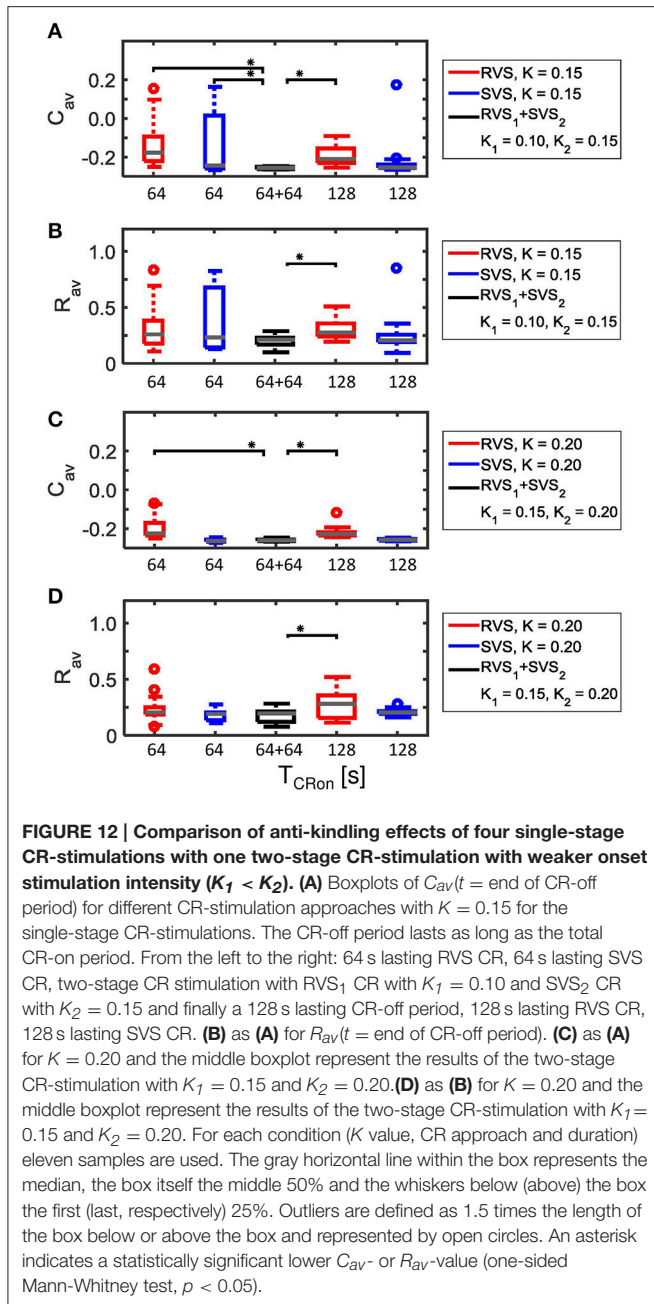 A
C_av
0.2
0.0
-0.2
*
*
*
64 64 64+64 128 128
RVS, K = 0.15
SVS, K = 0.15
RVS₁+SVS₂
K₁ = 0.10, K₂ = 0.15
B
R_av
1.0
0.5
0
*
64 64 64+64 128 128
RVS, K = 0.15
SVS, K = 0.15
RVS₁+SVS₂
K₁ = 0.10, K₂ = 0.15
C
C_av
0.2
0.0
-0.2
*
*
64 64 64+64 128 128
RVS, K = 0.20
SVS, K = 0.20
RVS₁+SVS₂
K₁ = 0.15, K₂ = 0.20
D
R_av
1.0
0.5
0
*
64 64 64+64 128 128
T_CRon [s]
RVS, K = 0.20
SVS, K = 0.20
RVS₁+SVS₂
K₁ = 0.15, K₂ = 0.20
FIGURE 12 | Comparison of anti-kindling effects of four single-stage
CR-stimulations with one two-stage CR-stimulation with weaker onset
stimulation intensity (K₁ < K₂). (A) Boxplots of C_av(t = end of CR-off
period) for different CR-stimulation approaches with K = 0.15 for the
single-stage CR-stimulations. The CR-off period lasts as long as the total
CR-on period. From the left to the right: 64 s lasting RVS CR, 64 s lasting SVS
CR, two-stage CR stimulation with RVS₁ CR with K₁ = 0.10 and SVS₂ CR
with K₂ = 0.15 and finally a 128 s lasting CR-off period, 128 s lasting RVS CR,
128 s lasting SVS CR. (B) as (A) for R_av(t = end of CR-off period). (C) as (A)
for K = 0.20 and the middle boxplot represent the results of the two-stage
CR-stimulation with K₁ = 0.15 and K₂ = 0.20.(D) as (B) for K = 0.20 and the
middle boxplot represent the results of the two-stage CR-stimulation with K₁=
0.15 and K₂ = 0.20. For each condition (K value, CR approach and duration)
eleven samples are used. The gray horizontal line within the box represents the
median, the box itself the middle 50% and the whiskers below (above) the box
the first (last, respectively) 25%. Outliers are defined as 1.5 times the length of
the box below or above the box and represented by open circles. An asterisk
indicates a statistically significant lower C_av- or R_av-value (one-sided
Mann-Whitney test, p < 0.05).